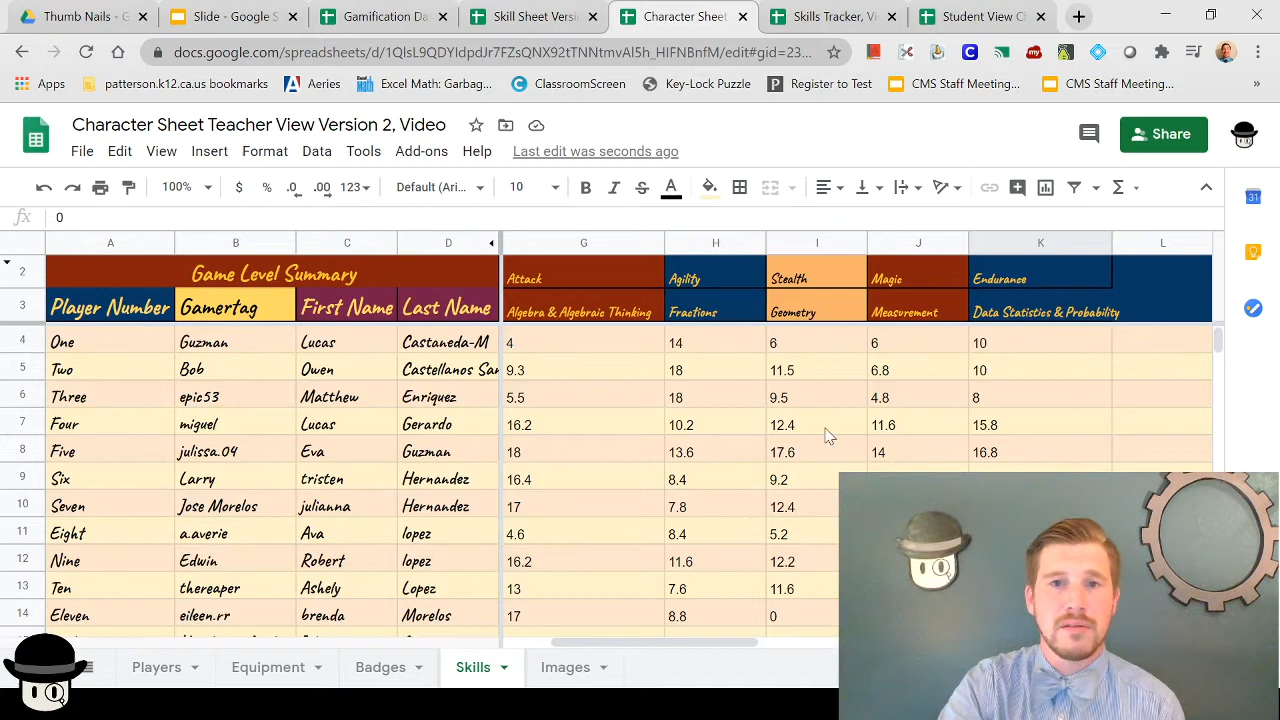 Thumb Nails - G
Slide - Google S
Gamification Da
Skill Sheet Versi
Character Sheet
Skills Tracker, V
Student View C
docs.google.com/spreadsheets/d/1QIsL9QDYIdpdJr7FZsQNX92tTNNtmvAI5h_HIFNBnfM/edit#gid=23...
Apps
patterson.k12.ca.us bookmarks
Aeries
Excel Math: Garbag...
ClassroomScreen
Key-Lock Puzzle
Register to Tether
CMS Staff Meeting...
CMS Staff Meeting...
»
Character Sheet Teacher View Version 2, Video
Share
File Edit View Insert Format Data Tools Add-ons Help Last edit was seconds ago
100% $ % .0 .00 123 Default (Ari... 10 B I S A
fx 0
A B C D G H I J K L
2 Game Level Summary Attack Agility Stealth Magic Endurance
3 Player Number Gamertag First Name Last Name Algebra & Algebraic Thinking Fractions Geometry Measurement Data Statistics & Probability
4 One Guzman Lucas Castaneda-M 4 14 6 6 10
5 Two Bob Owen Castellanos San 9.3 18 11.5 6.8 10
6 Three epic53 Matthew Enriquez 5.5 18 9.5 4.8 8
7 Four miguel Lucas Gerardo 16.2 10.2 12.4 11.6 15.8
8 Five julissa.04 Eva Guzman 18 13.6 17.6 14 16.8
9 Six Larry tristen Hernandez 16.4 8.4 9.2
10 Seven Jose Morelos julianna Hernandez 17 7.8 12.4
11 Eight a.averie Ava lopez 4.6 8.4 5.2
12 Nine Edwin Robert lopez 16.2 11.6 12.2
13 Ten thereaper Ashely Lopez 13 7.6 11.6
14 Eleven eileen.rr brenda Morelos 17 8.8 0
Players Equipment Badges Skills Images